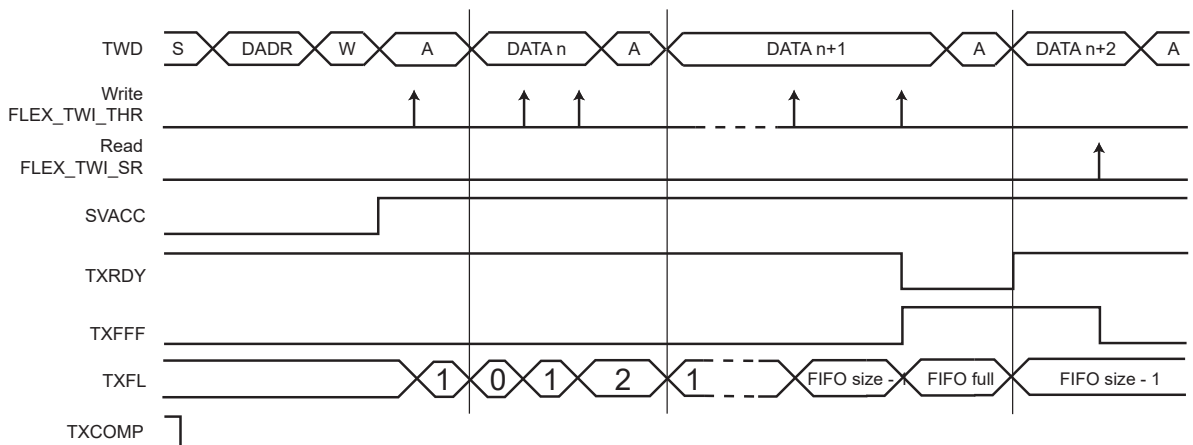 TWD S DADR W A DATA n A DATA n+1 A DATA n+2 A
Write
FLEX_TWI_THR
Read
FLEX_TWI_SR
SVACC
TXRDY
TXFFF
TXFL 1 0 1 2 1 FIFO size - 1 FIFO full FIFO size - 1
TXCOMP